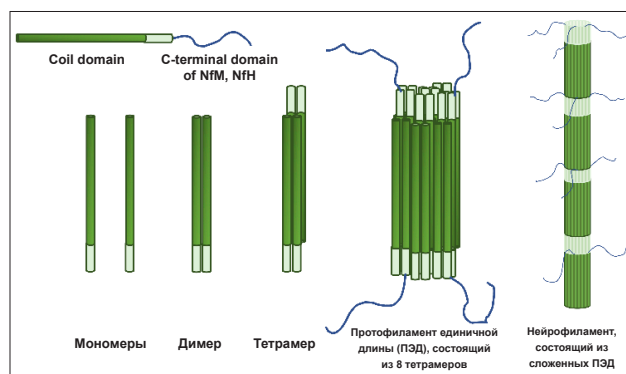 Coil domain
C-terminal domain
of NfM, NfH
Мономеры
Димер
Тетрамер
Протофиламент единичной
длины (ПЭД), состоящий
из 8 тетрамеров
Нейрофиламент,
состоящий из
сложенных ПЭД